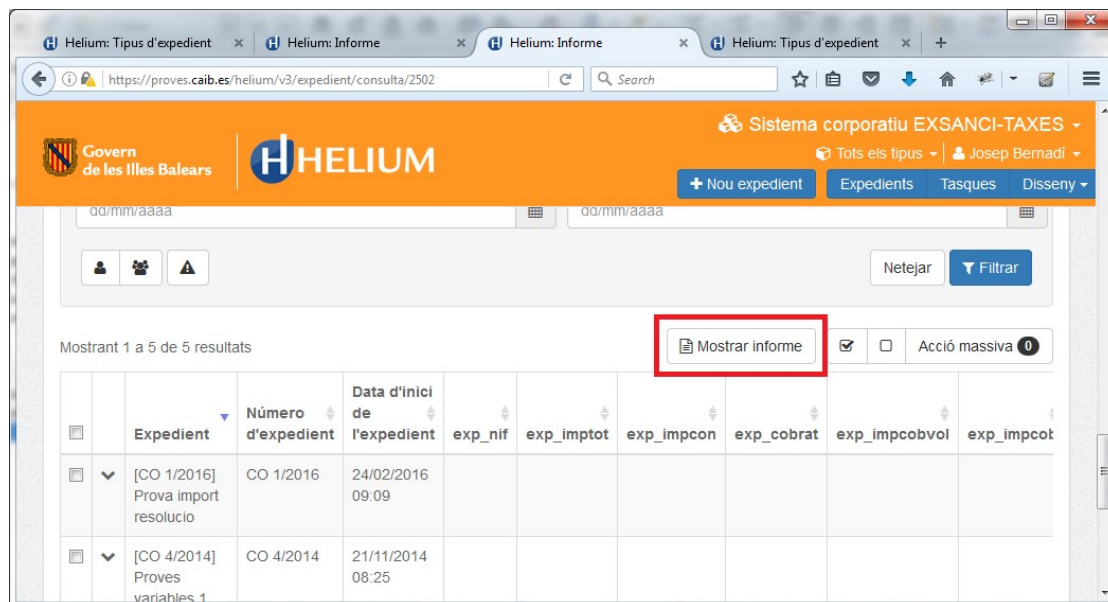 Helium: Tipus d'expedient
Helium: Informe
Helium: Informe
Helium: Tipus d'expedient
https://proves.caib.es/helium/v3/expedient/consulta/2502
Search
Govern
de les Illes Balears
HELIUM
Sistema corporatiu EXSANCI-TAXES
Tots els tipus
Josep Bernadí
Nou expedient
Expedients
Tasques
Disseny
dd/mm/aaaa
dd/mm/aaaa
Netejar
Filtrar
Mostrant 1 a 5 de 5 resultats
Mostrar informe
Acció massiva 0
Expedient
Número
d'expedient
Data d'inici
de
l'expedient
exp_nif
exp_imptot
exp_impcon
exp_cobrat
exp_impcobvol
exp_impcob
[CO 1/2016]
Prova import
resolucio
CO 1/2016
24/02/2016
09:09
[CO 4/2014]
Proves
variables 1
CO 4/2014
21/11/2014
08:25